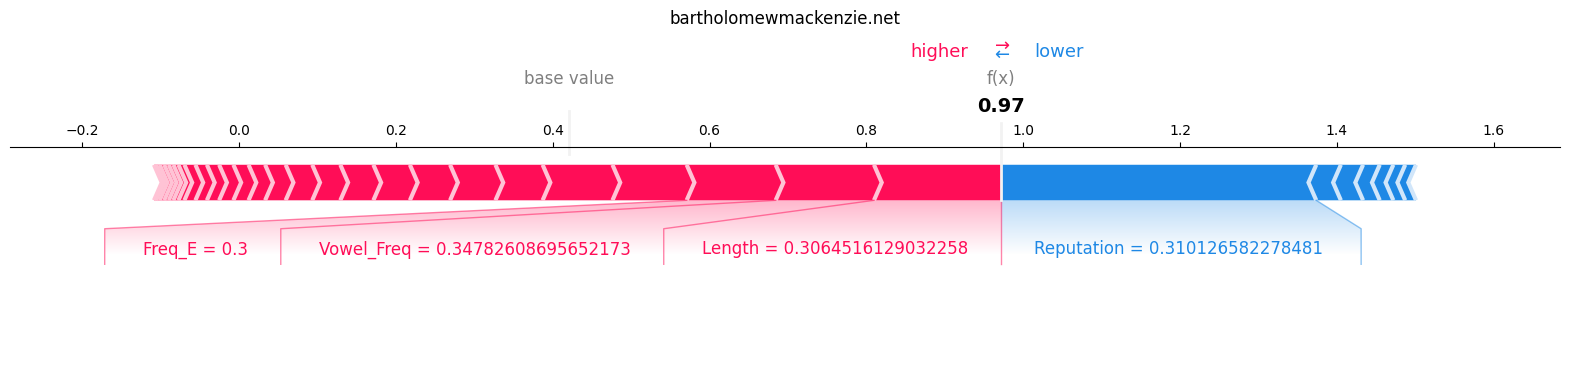 bartholomewmackenzie.net
higher → ← lower
base value f(x)
0.97
−0.2 0.0 0.2 0.4 0.6 0.8 1.0 1.2 1.4 1.6
Freq_E = 0.3 Vowel_Freq = 0.34782608695652173 Length = 0.3064516129032258 Reputation = 0.310126582278481